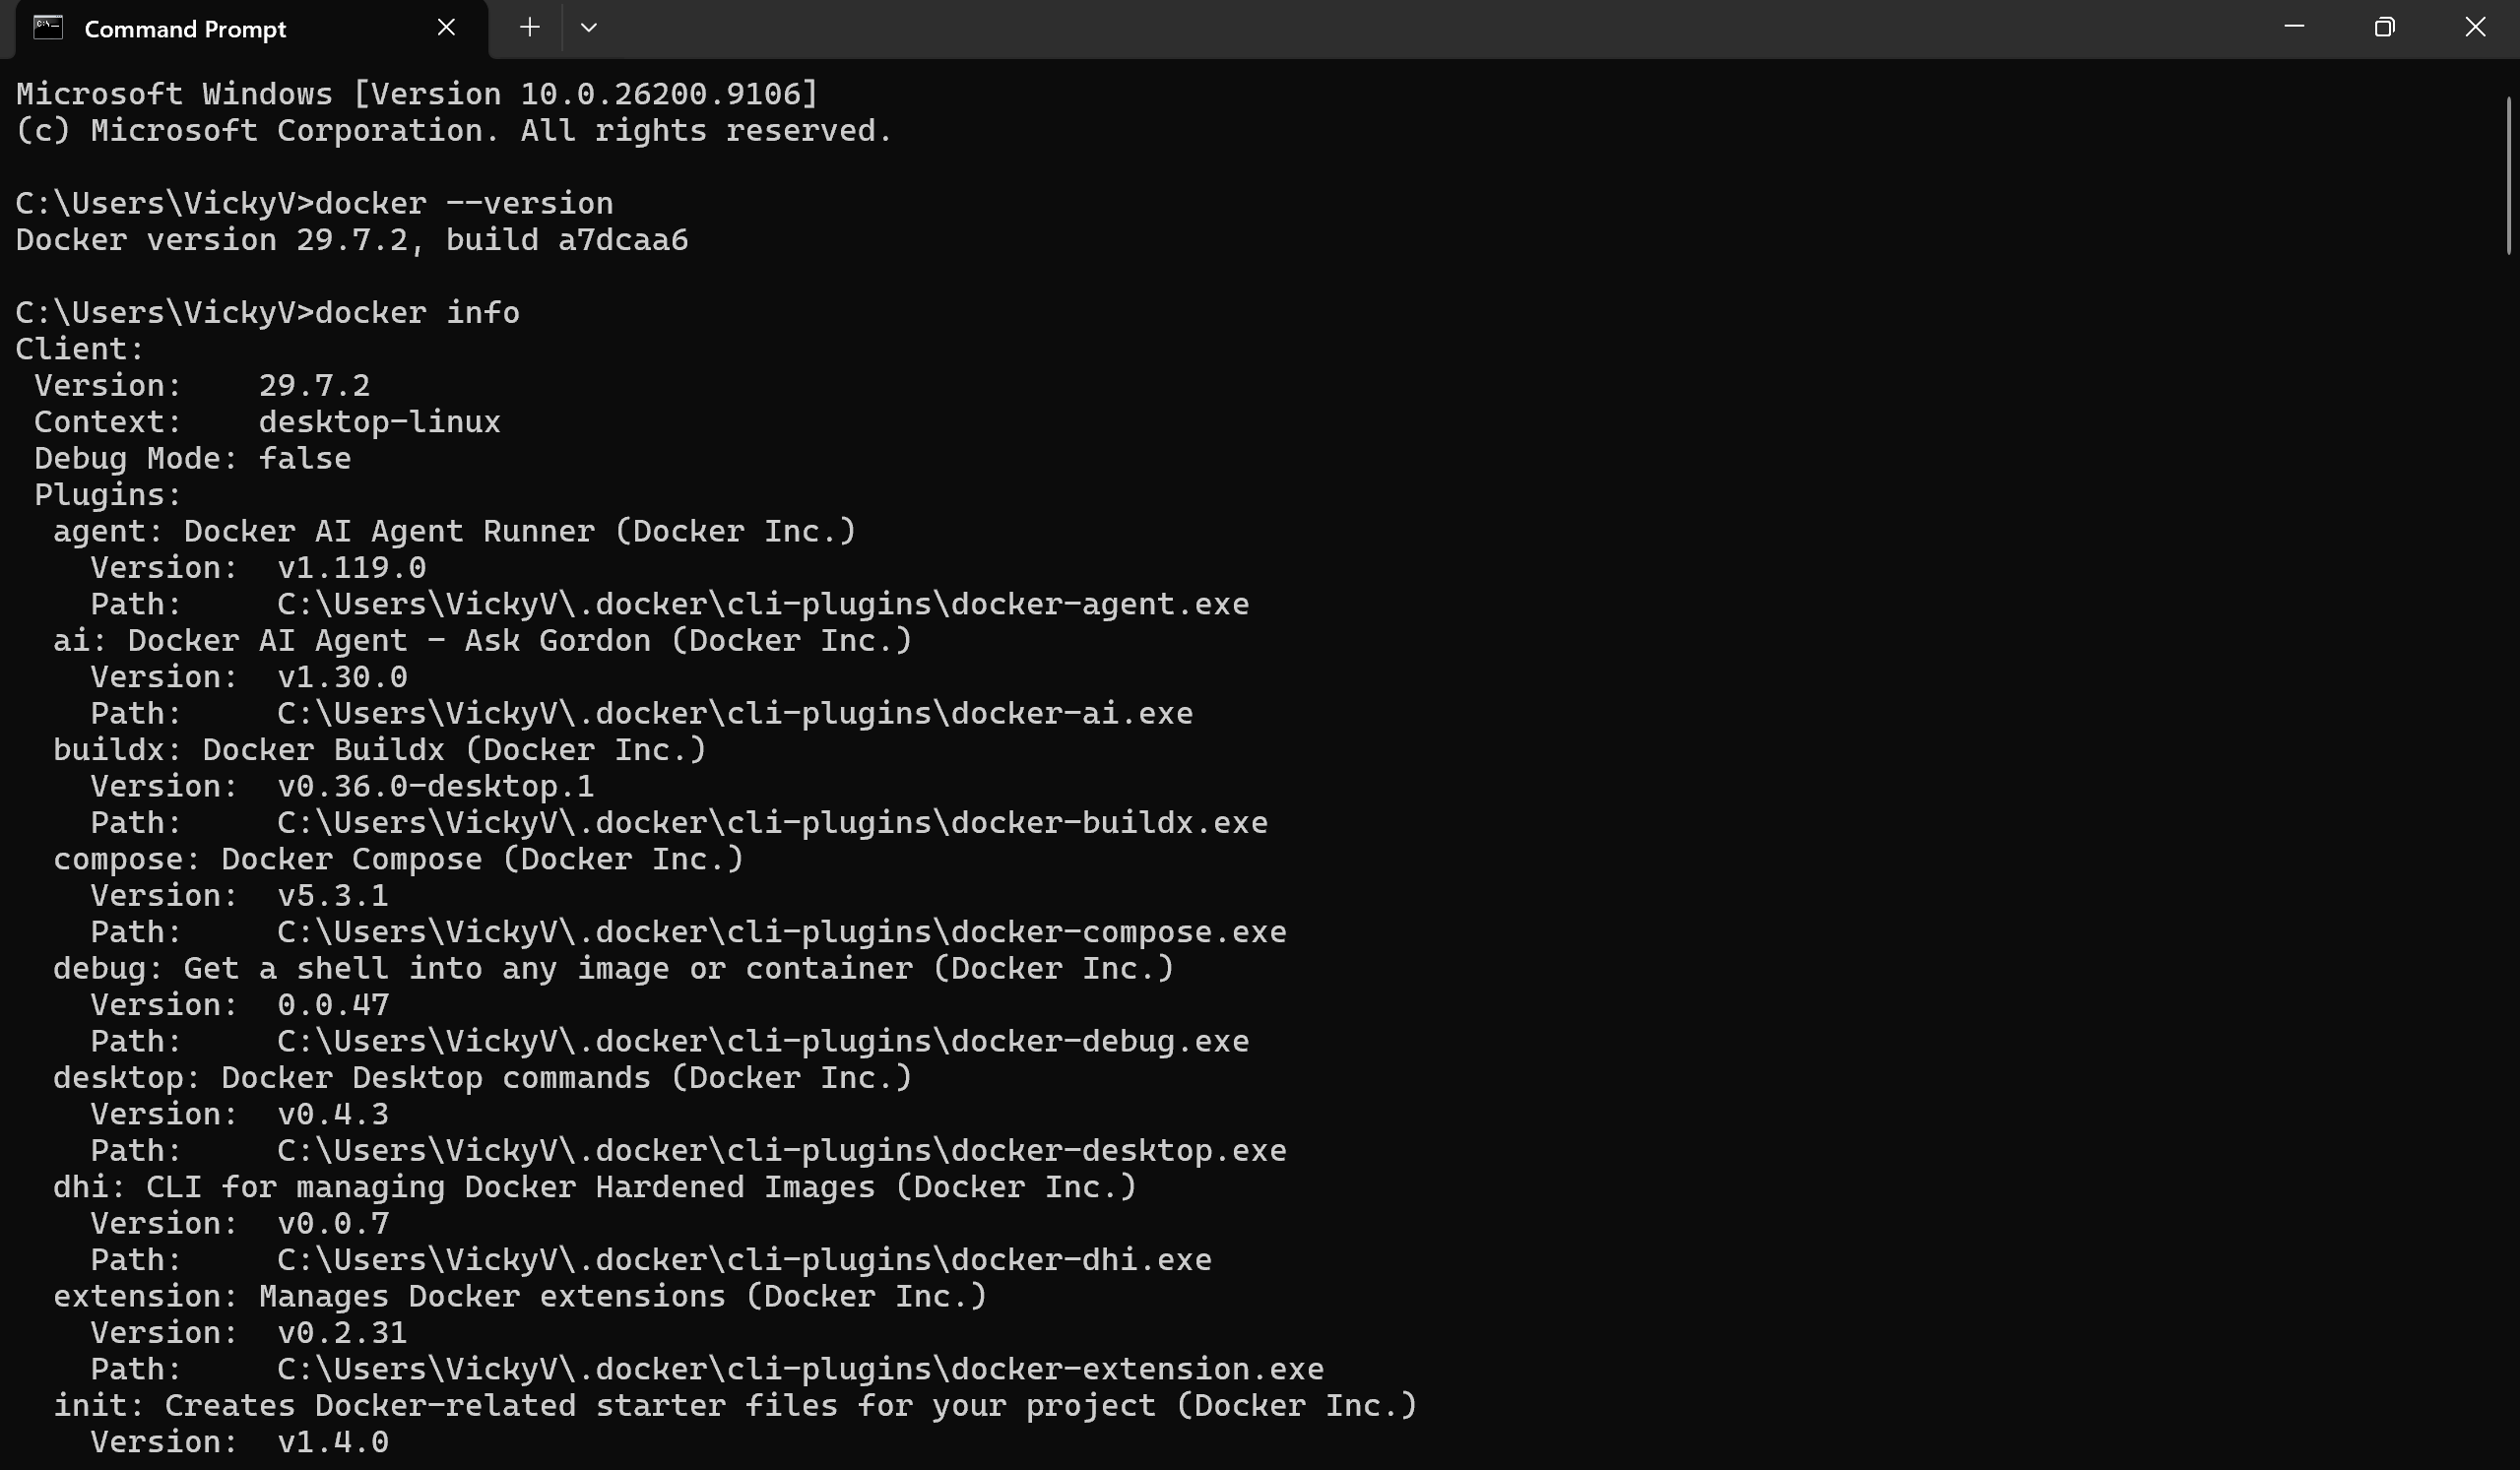 Command Prompt
Microsoft Windows [Version 10.0.26200.9106]
(c) Microsoft Corporation. All rights reserved.
C:\Users\VickyV>docker --version
Docker version 29.7.2, build a7dcaa6
C:\Users\VickyV>docker info
Client:
 Version:    29.7.2
 Context:    desktop-linux
 Debug Mode: false
 Plugins:
  agent: Docker AI Agent Runner (Docker Inc.)
    Version:  v1.119.0
    Path:     C:\Users\VickyV\.docker\cli-plugins\docker-agent.exe
  ai: Docker AI Agent - Ask Gordon (Docker Inc.)
    Version:  v1.30.0
    Path:     C:\Users\VickyV\.docker\cli-plugins\docker-ai.exe
  buildx: Docker Buildx (Docker Inc.)
    Version:  v0.36.0-desktop.1
    Path:     C:\Users\VickyV\.docker\cli-plugins\docker-buildx.exe
  compose: Docker Compose (Docker Inc.)
    Version:  v5.3.1
    Path:     C:\Users\VickyV\.docker\cli-plugins\docker-compose.exe
  debug: Get a shell into any image or container (Docker Inc.)
    Version:  0.0.47
    Path:     C:\Users\VickyV\.docker\cli-plugins\docker-debug.exe
  desktop: Docker Desktop commands (Docker Inc.)
    Version:  v0.4.3
    Path:     C:\Users\VickyV\.docker\cli-plugins\docker-desktop.exe
  dhi: CLI for managing Docker Hardened Images (Docker Inc.)
    Version:  v0.0.7
    Path:     C:\Users\VickyV\.docker\cli-plugins\docker-dhi.exe
  extension: Manages Docker extensions (Docker Inc.)
    Version:  v0.2.31
    Path:     C:\Users\VickyV\.docker\cli-plugins\docker-extension.exe
  init: Creates Docker-related starter files for your project (Docker Inc.)
    Version:  v1.4.0